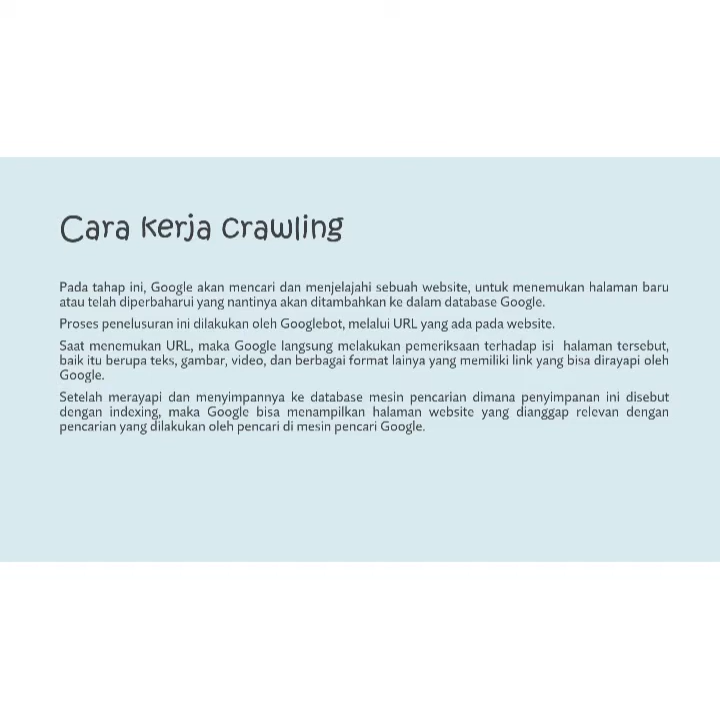 Cara kerja crawling
Pada tahap ini, Google akan mencari dan menjelajahi sebuah website, untuk menemukan halaman baru
atau telah diperbaharui yang nantinya akan ditambahkan ke dalam database Google.
Proses penelusuran ini dilakukan oleh Googlebot, melalui URL yang ada pada website.
Saat menemukan URL, maka Google langsung melakukan pemeriksaan terhadap isi halaman tersebut,
baik itu berupa teks, gambar, video, dan berbagai format lainya yang memiliki link yang bisa dirayapi oleh
Google.
Setelah merayapi dan menyimpannya ke database mesin pencarian dimana penyimpanan ini disebut
dengan indexing, maka Google bisa menampilkan halaman website yang dianggap relevan dengan
pencarian yang dilakukan oleh pencari di mesin pencari Google.